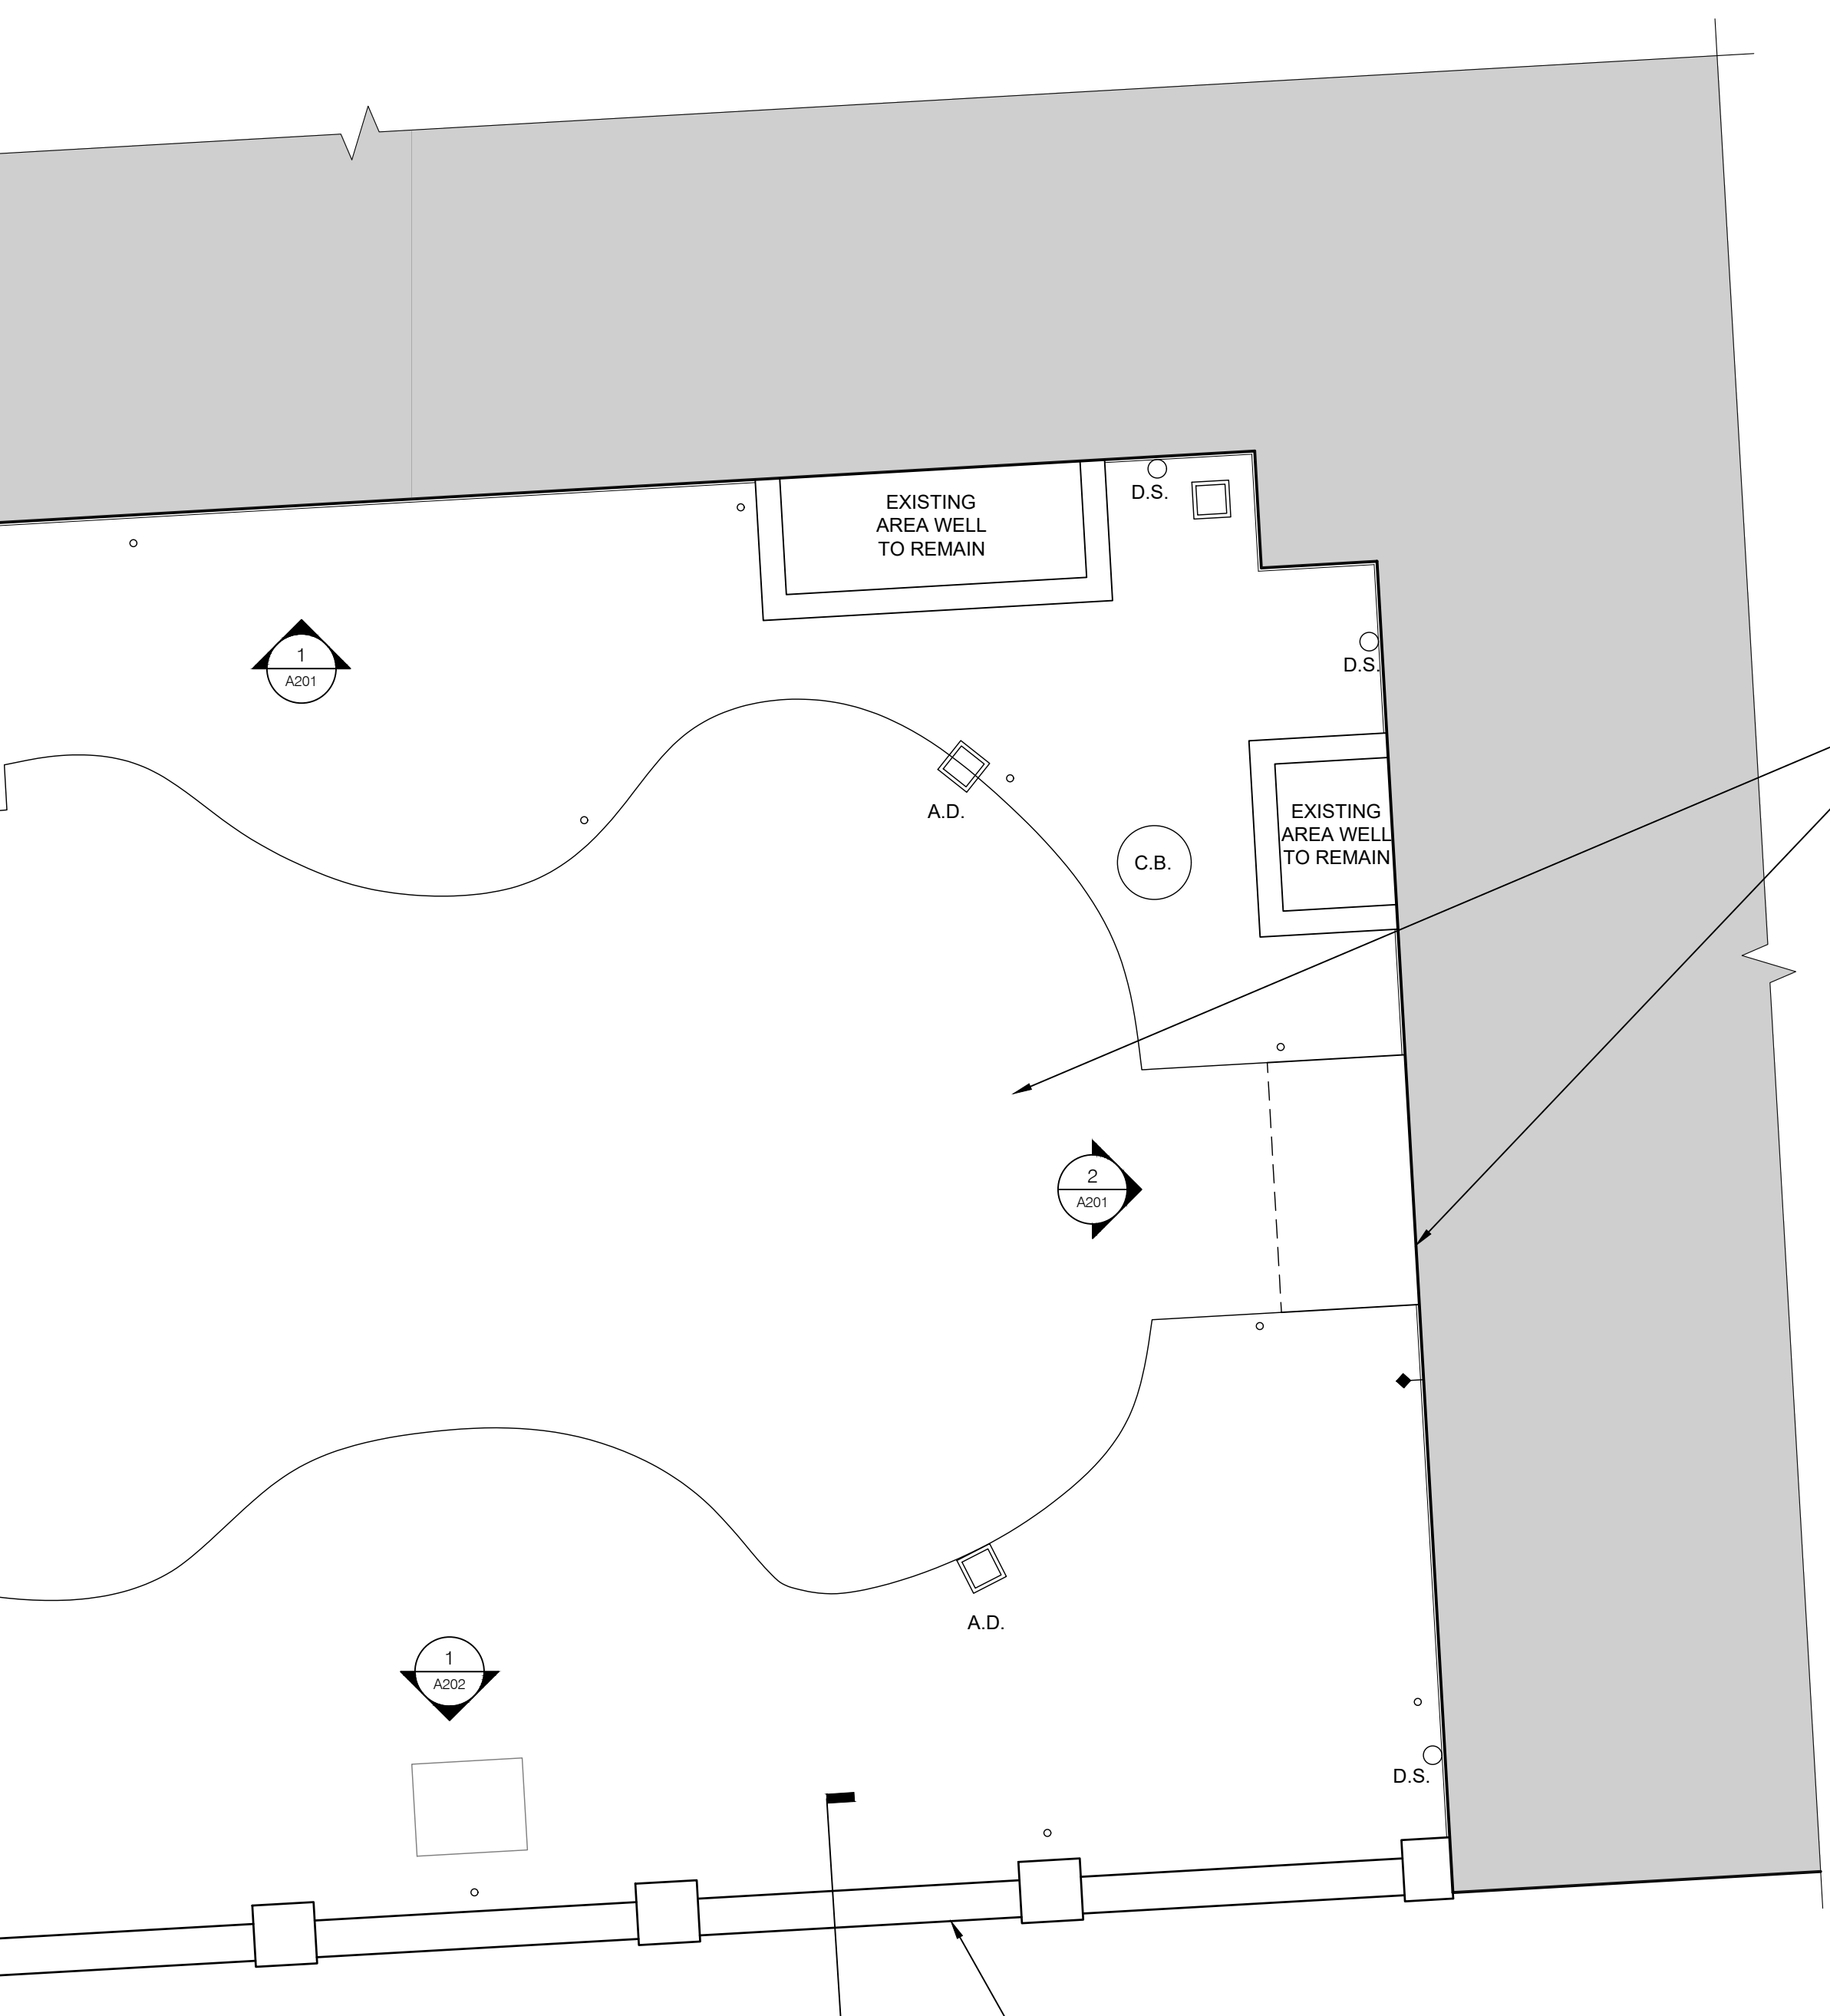 EXISTING
AREA WELL
TO REMAIN
D.S.
1
A201
D.S.
A.D.
EXISTING
AREA WELL
TO REMAIN
C.B.
2
A201
A.D.
1
A202
D.S.